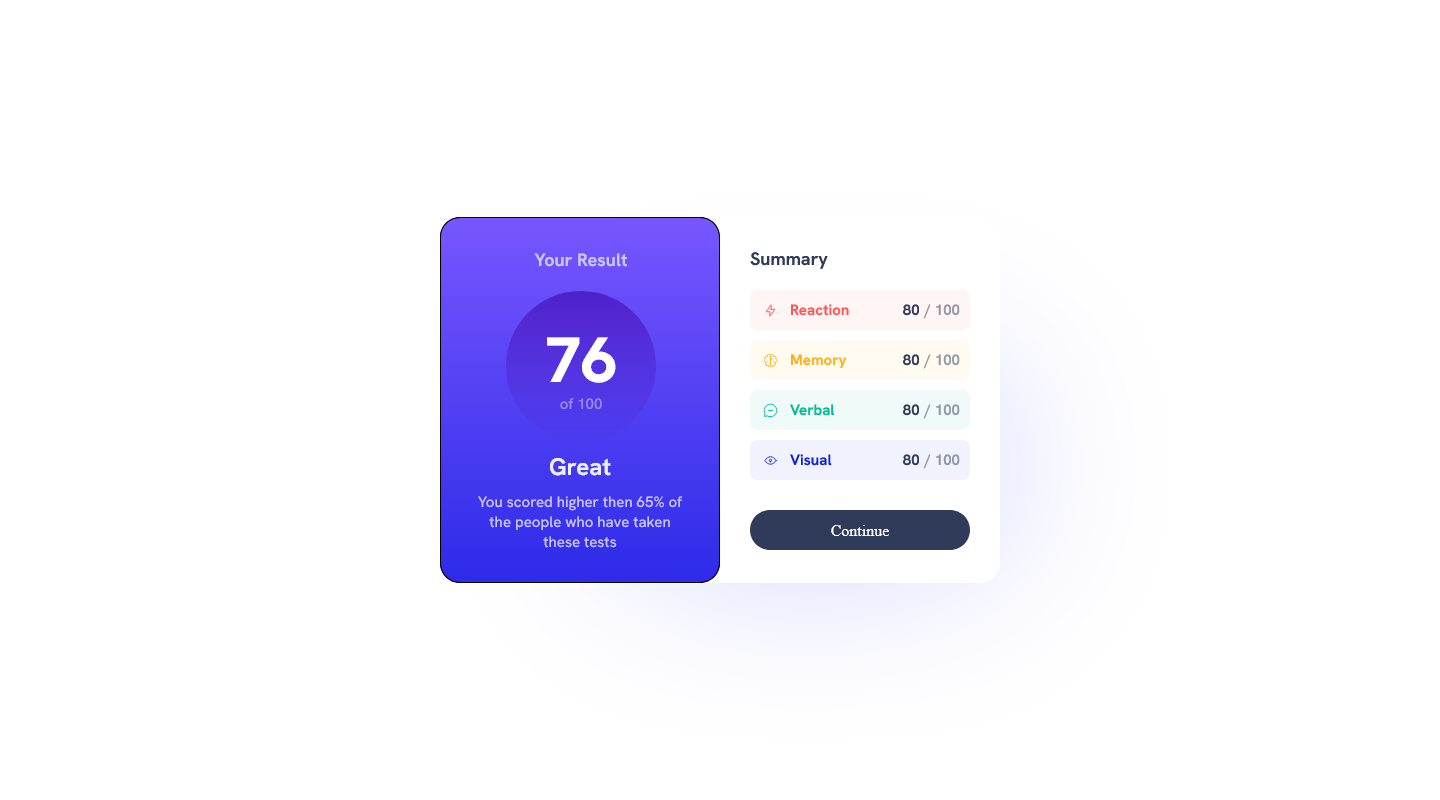 Your Result
76
of 100
Great
You scored higher then 65% of
the people who have taken
these tests
Summary
Reaction 80 / 100
Memory 80 / 100
Verbal 80 / 100
Visual 80 / 100
Continue